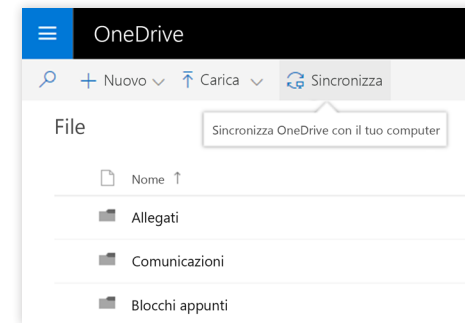 OneDrive
Nuovo Carica Sincronizza
File
Sincronizza OneDrive con il tuo computer
Nome
Allegati
Comunicazioni
Blocchi appunti